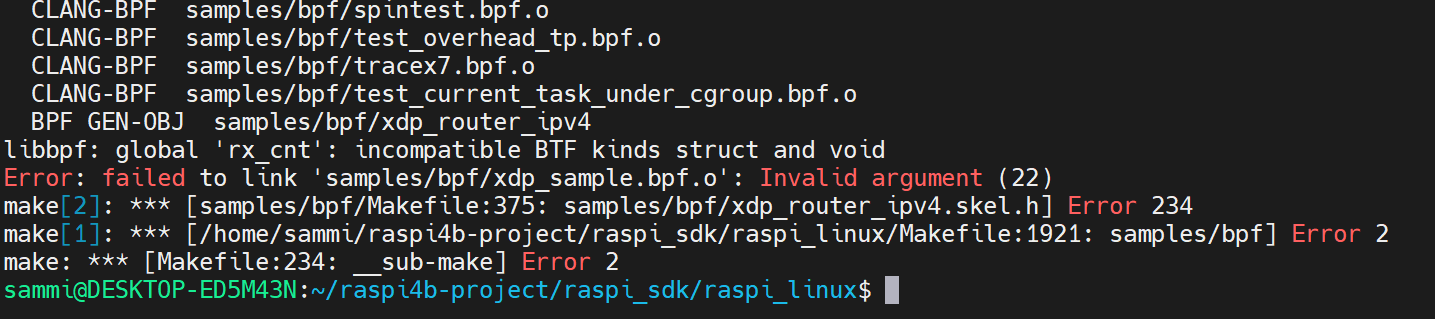 CLANG-BPF  samples/bpf/spintest.bpf.o
CLANG-BPF  samples/bpf/test_overhead_tp.bpf.o
CLANG-BPF  samples/bpf/tracex7.bpf.o
CLANG-BPF  samples/bpf/test_current_task_under_cgroup.bpf.o
BPF GEN-OBJ  samples/bpf/xdp_router_ipv4
libbpf: global 'rx_cnt': incompatible BTF kinds struct and void
Error: failed to link 'samples/bpf/xdp_sample.bpf.o': Invalid argument (22)
make[2]: *** [samples/bpf/Makefile:375: samples/bpf/xdp_router_ipv4.skel.h] Error 234
make[1]: *** [/home/sammi/raspi4b-project/raspi_sdk/raspi_linux/Makefile:1921: samples/bpf] Error 2
make: *** [Makefile:234: __sub-make] Error 2
sammi@DESKTOP-ED5M43N:~/raspi4b-project/raspi_sdk/raspi_linux$